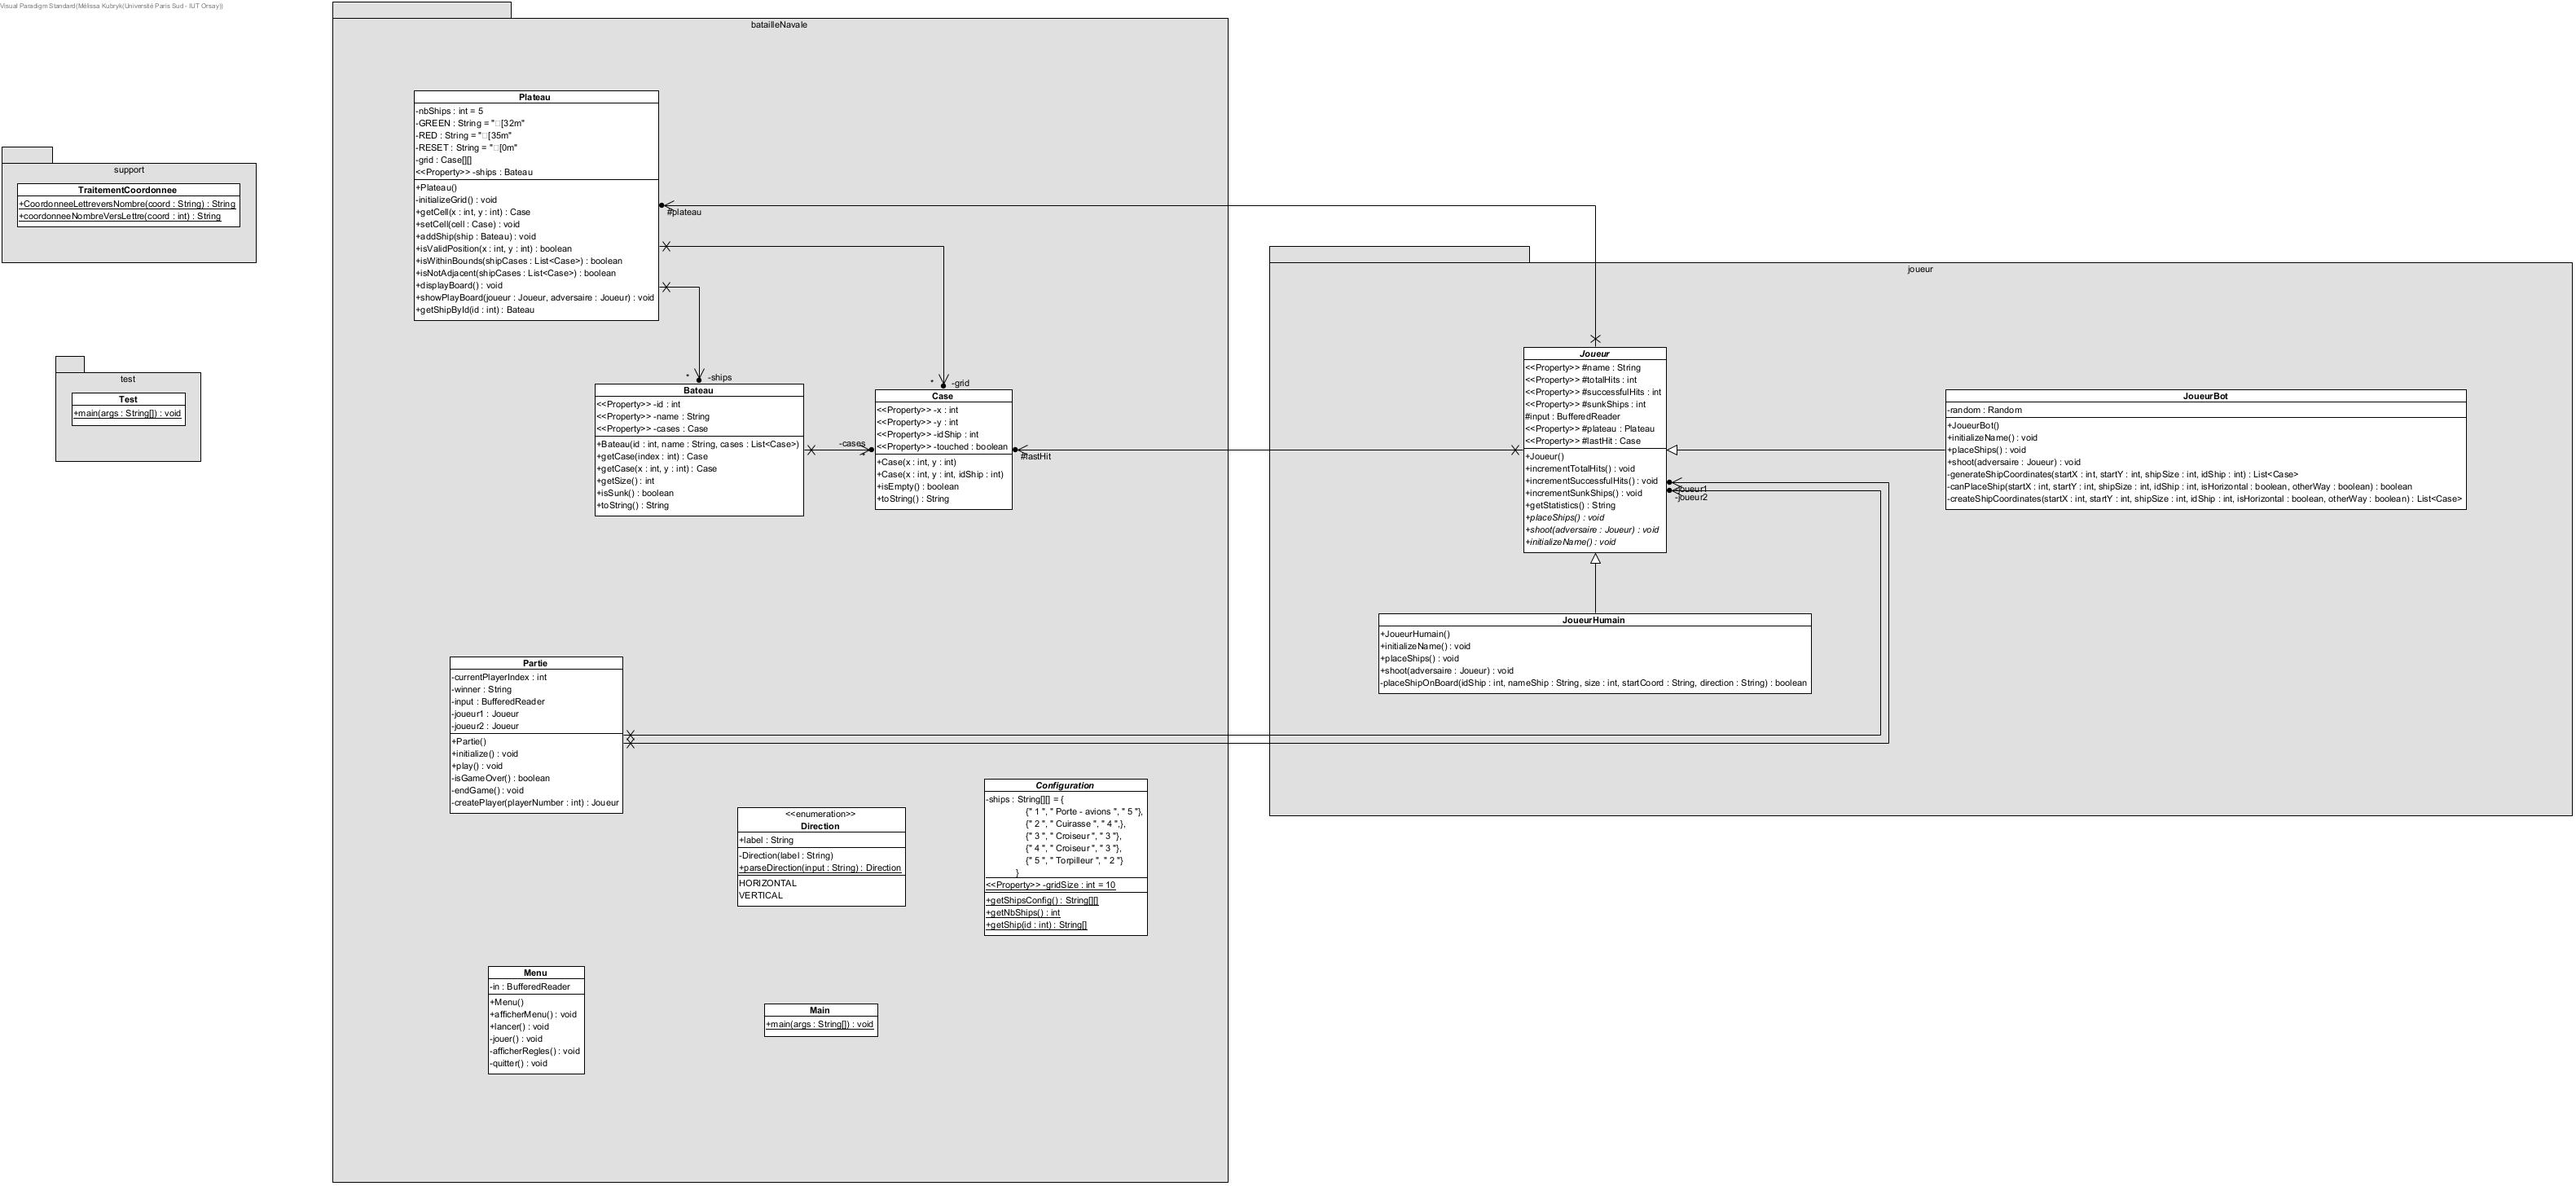 Visual Paradigm Standard(Mélissa Kubryk(Université Paris Sud - IUT Orsay))
batailleNavale
Plateau
-nbShips : int = 5
-GREEN : String = "□[32m"
-RED : String = "□[35m"
-RESET : String = "□[0m"
-grid : Case[][]
<<Property>> -ships : Bateau
+Plateau()
-initializeGrid() : void
+getCell(x : int, y : int) : Case
+setCell(cell : Case) : void
+addShip(ship : Bateau) : void
+isValidPosition(x : int, y : int) : boolean
+isWithinBounds(shipCases : List<Case>) : boolean
+isNotAdjacent(shipCases : List<Case>) : boolean
+displayBoard() : void
+showPlayBoard(joueur : Joueur, adversaire : Joueur) : void
+getShipById(id : int) : Bateau
support
TraitementCoordonnee
+CoordonneeLettreversNombre(coord : String) : String
+coordonneeNombreVersLettre(coord : int) : String
test
Test
+main(args : String[]) : void
#plateau
* -ships
* -grid
Bateau
<<Property>> -id : int
<<Property>> -name : String
<<Property>> -cases : Case
+Bateau(id : int, name : String, cases : List<Case>)
+getCase(index : int) : Case
+getCase(x : int, y : int) : Case
+getSize() : int
+isSunk() : boolean
+toString() : String
-cases
*
Case
<<Property>> -x : int
<<Property>> -y : int
<<Property>> -idShip : int
<<Property>> -touched : boolean
+Case(x : int, y : int)
+Case(x : int, y : int, idShip : int)
+isEmpty() : boolean
+toString() : String
#lastHit
joueur
Joueur
<<Property>> #name : String
<<Property>> #totalHits : int
<<Property>> #successfulHits : int
<<Property>> #sunkShips : int
#input : BufferedReader
<<Property>> #plateau : Plateau
<<Property>> #lastHit : Case
+Joueur()
+incrementTotalHits() : void
+incrementSuccessfulHits() : void
+incrementSunkShips() : void
+getStatistics() : String
+placeShips() : void
+shoot(adversaire : Joueur) : void
+initializeName() : void
-joueur1
-joueur2
JoueurBot
-random : Random
+JoueurBot()
+initializeName() : void
+placeShips() : void
+shoot(adversaire : Joueur) : void
-generateShipCoordinates(startX : int, startY : int, shipSize : int, idShip : int) : List<Case>
-canPlaceShip(startX : int, startY : int, shipSize : int, idShip : int, isHorizontal : boolean, otherWay : boolean) : boolean
-createShipCoordinates(startX : int, startY : int, shipSize : int, idShip : int, isHorizontal : boolean, otherWay : boolean) : List<Case>
JoueurHumain
+JoueurHumain()
+initializeName() : void
+placeShips() : void
+shoot(adversaire : Joueur) : void
-placeShipOnBoard(idShip : int, nameShip : String, size : int, startCoord : String, direction : String) : boolean
Partie
-currentPlayerIndex : int
-winner : String
-input : BufferedReader
-joueur1 : Joueur
-joueur2 : Joueur
+Partie()
+initialize() : void
+play() : void
-isGameOver() : boolean
-endGame() : void
-createPlayer(playerNumber : int) : Joueur
<<enumeration>>
Direction
+label : String
-Direction(label : String)
+parseDirection(input : String) : Direction
HORIZONTAL
VERTICAL
Configuration
-ships : String[][] = {
{" 1 ", " Porte - avions ", " 5 "},
{" 2 ", " Cuirasse ", " 4 ",},
{" 3 ", " Croiseur ", " 3 "},
{" 4 ", " Croiseur ", " 3 "},
{" 5 ", " Torpilleur ", " 2 "}
}
<<Property>> -gridSize : int = 10
+getShipsConfig() : String[][]
+getNbShips() : int
+getShip(id : int) : String[]
Menu
-in : BufferedReader
+Menu()
+afficherMenu() : void
+lancer() : void
-jouer() : void
-afficherRegles() : void
-quitter() : void
Main
+main(args : String[]) : void